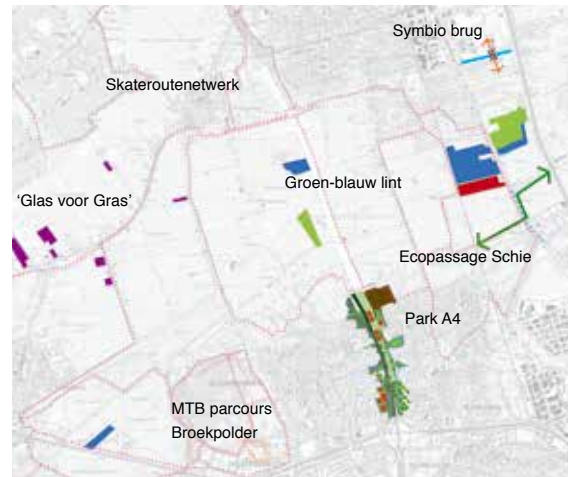 Symbio brug
Skateroutenetwerk
Groen-blauw lint
‘Glas voor Gras’
Ecopassage Schie
Park A4
MTB parcours
Broekpolder